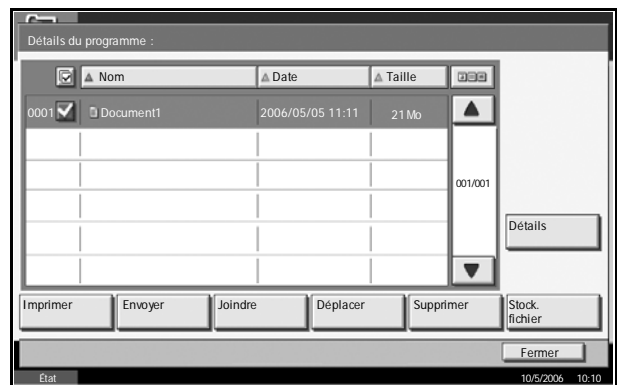 Détails du programme :
Nom Date Taille
0001 Document1 2006/05/05 11:11 21 Mo
001/001
Détails
Imprimer Envoyer Joindre Déplacer Supprimer Stock. fichier
Fermer
État 10/5/2006 10:10